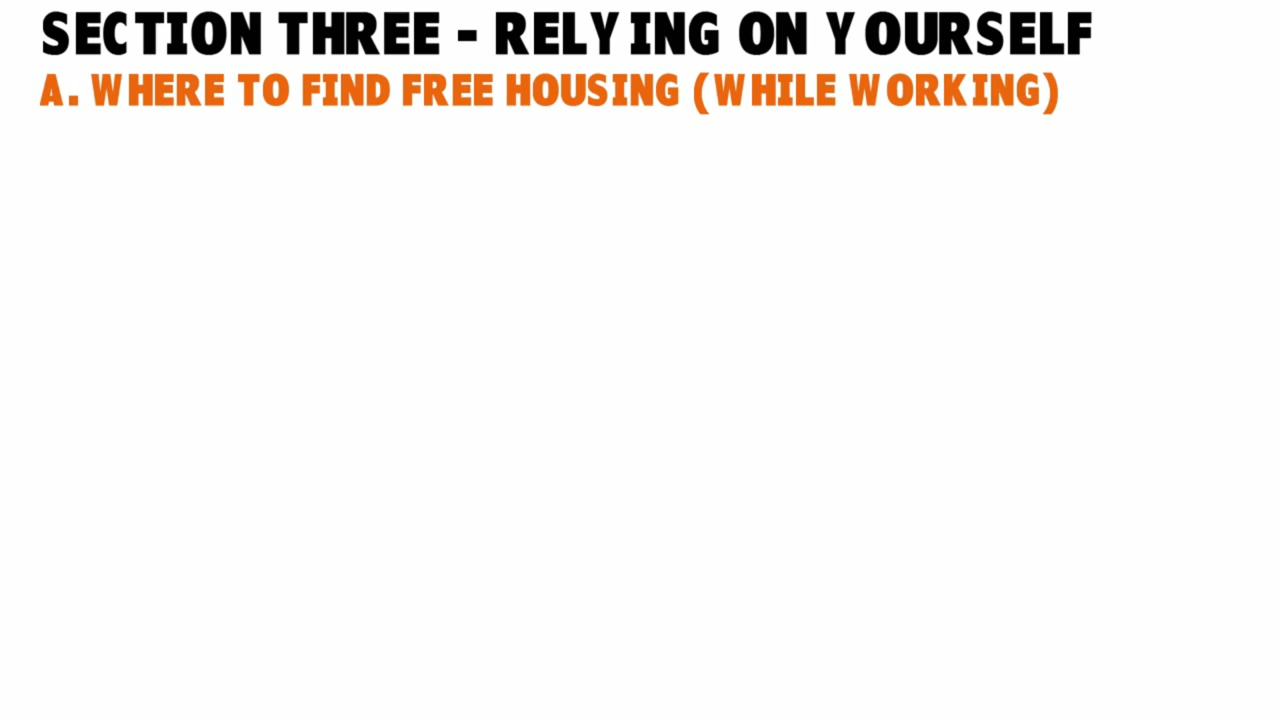 SECTION THREE - RELYING ON YOURSELF
A. WHERE TO FIND FREE HOUSING (WHILE WORKING)